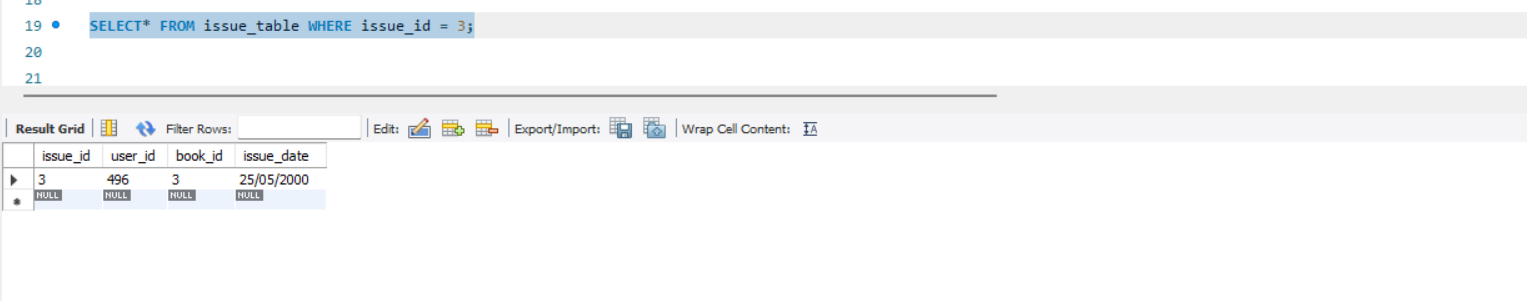 18
19 SELECT* FROM issue_table WHERE issue_id = 3;
20
21
Result Grid Filter Rows: Edit: Export/Import: Wrap Cell Content: IA
issue_id user_id book_id issue_date
3 496 3 25/05/2000
NULL NULL NULL NULL